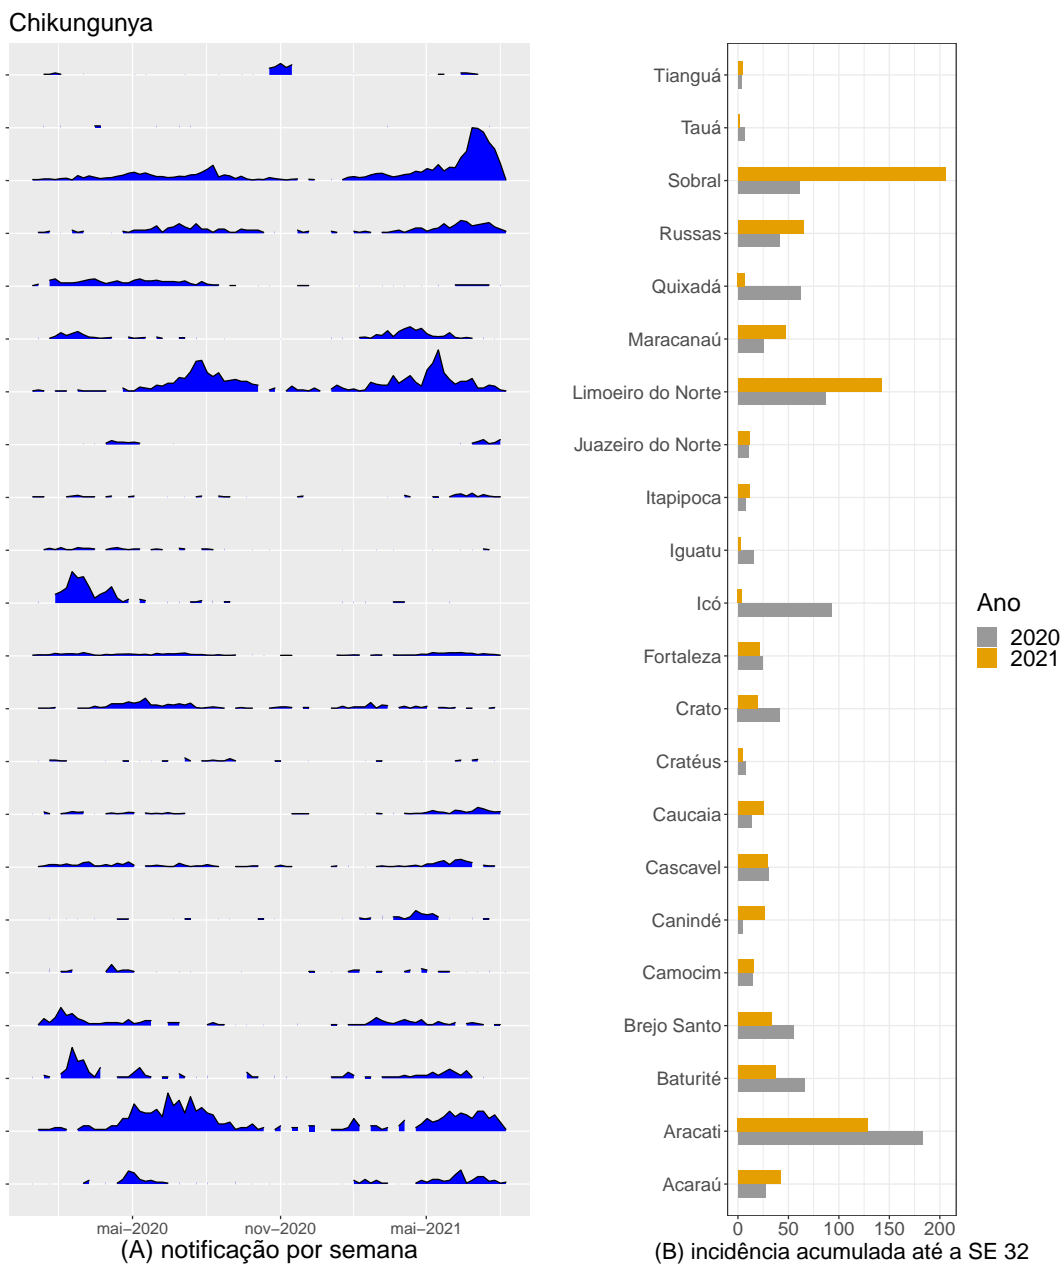 Chikungunya
Tianguá
Tauá
Sobral
Russas
Quixadá
Maracanaú
Limoeiro do Norte
Juazeiro do Norte
Itapipoca
Iguatu
Icó
Fortaleza
Crato
Cratéus
Caucaia
Cascavel
Canindé
Camocim
Brejo Santo
Baturité
Aracati
Acaraú
mai−2020 nov−2020 mai−2021
(A) notificação por semana
0 50 100 150 200
(B) incidência acumulada até a SE 32
Ano
2020
2021